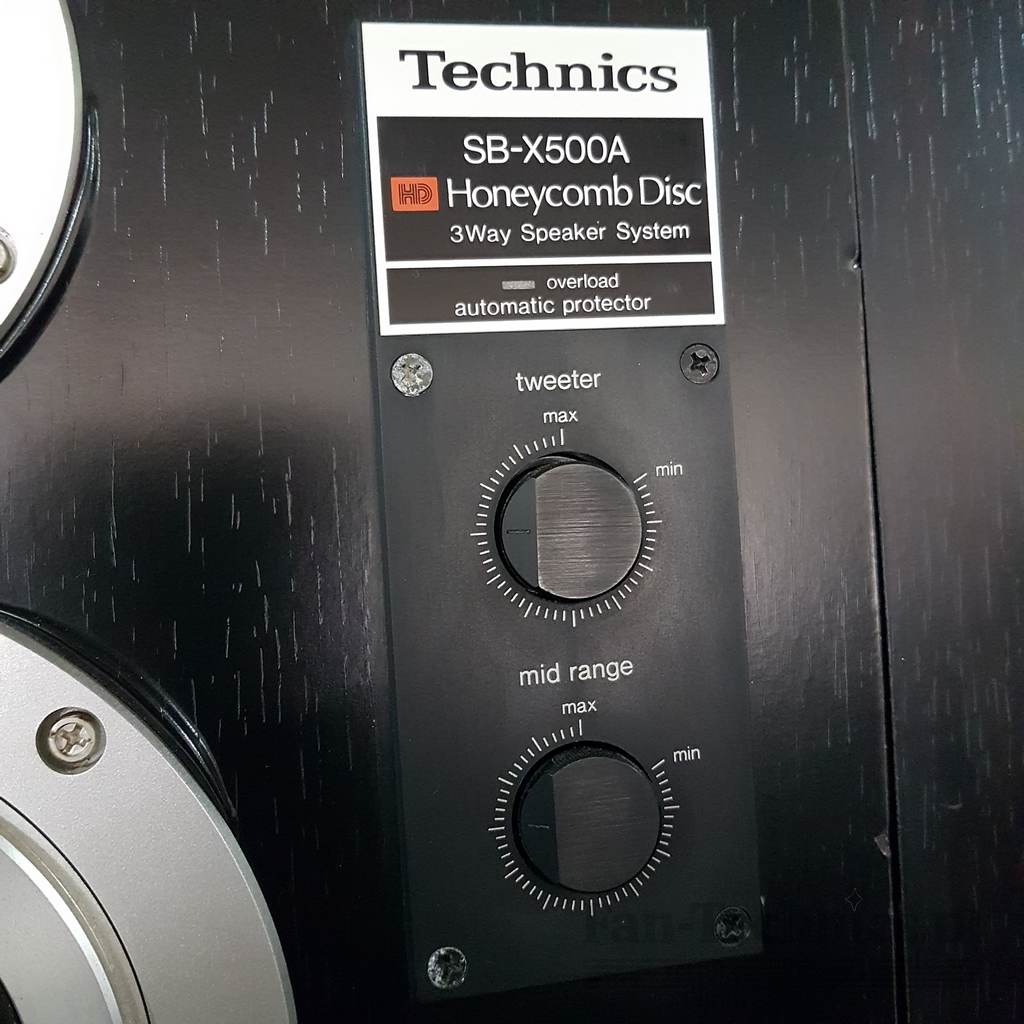 Technics
SB-X500A
HD Honeycomb Disc
3Way Speaker System
overload
automatic protector
tweeter
max
min
mid range
max
min